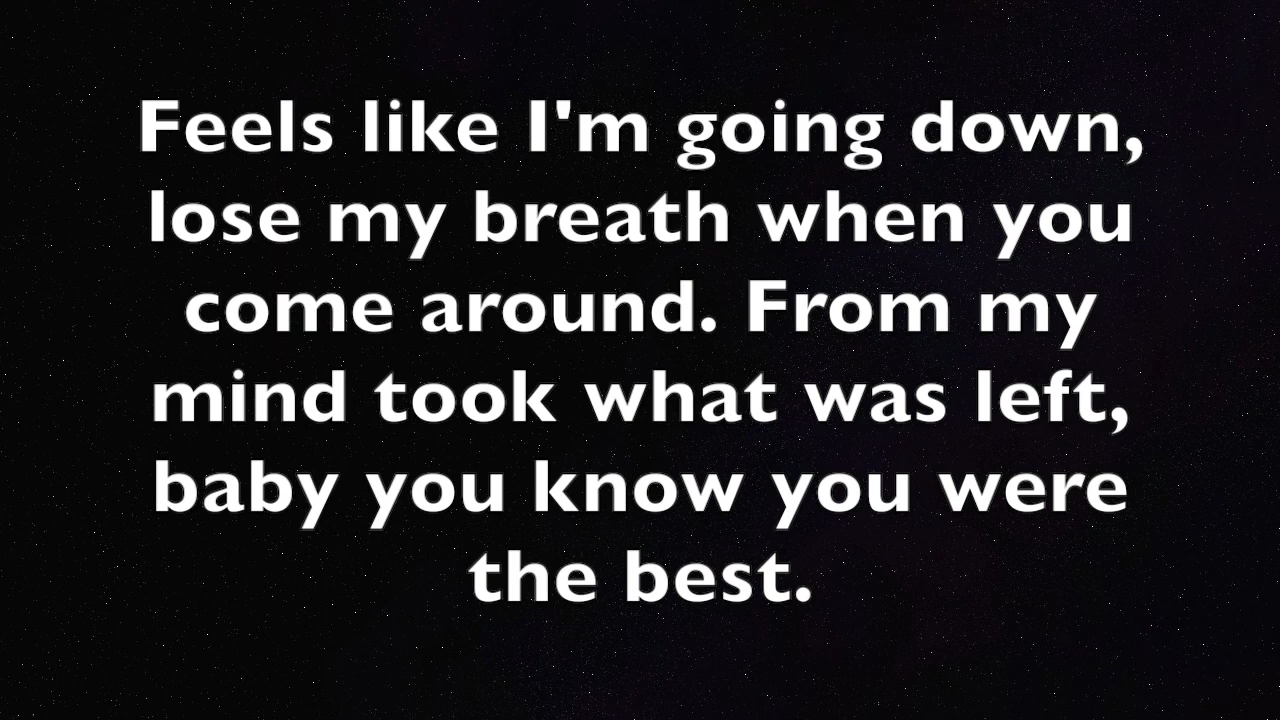 Feels like I'm going down,
lose my breath when you
come around. From my
mind took what was left,
baby you know you were
the best.